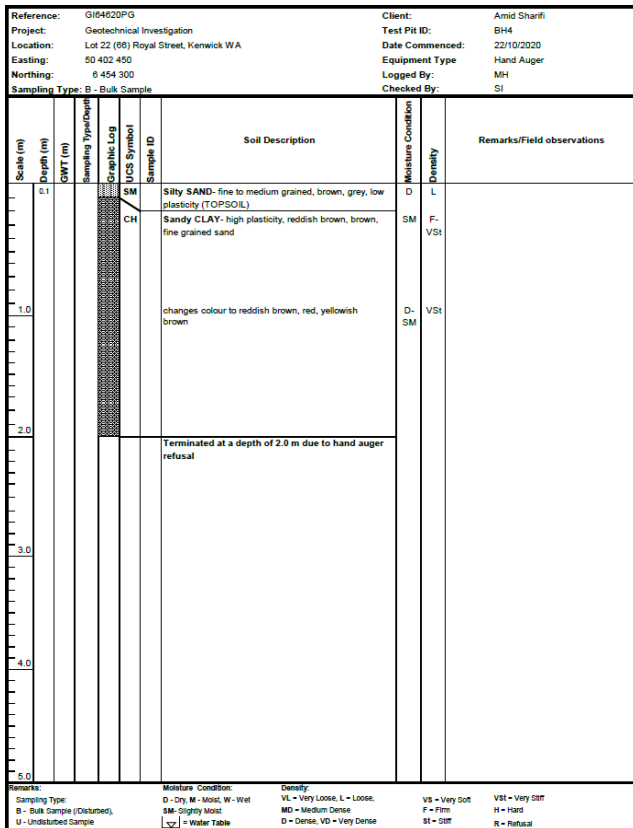 Reference: GI64620PG Client: Amid Sharifi
Project: Geotechnical Investigation Test Pit ID: BH4
Location: Lot 22 (66) Royal Street, Kenwick WA Date Commenced: 22/10/2020
Easting: 50 402 450 Equipment Type Hand Auger
Northing: 6 454 300 Logged By: MH
Sampling Type: B - Bulk Sample Checked By: SI
Scale (m) Depth (m) GWT (m) Sampling Type/Depth Graphic Log UCS Symbol Sample ID Soil Description Moisture Condition Density Remarks/Field observations
0.1 SM Silty SAND- fine to medium grained, brown, grey, low D L
plasticity (TOPSOIL)
CH Sandy CLAY- high plasticity, reddish brown, brown, SM F-
fine grained sand VSt
1.0 changes colour to reddish brown, red, yellowish D- VSt
brown SM
2.0
Terminated at a depth of 2.0 m due to hand auger
refusal
3.0
4.0
5.0
Remarks: Moisture Condition: Density:
Sampling Type: D - Dry, M - Moist, W - Wet VL - Very Loose, L - Loose, VS - Very Soft VSt - Very Stiff
B - Bulk Sample (/Disturbed), SM- Slightly Moist MD - Medium Dense F - Firm H - Hard
U - Undisturbed Sample = Water Table D - Dense, VD - Very Dense St - Stiff R - Refusal